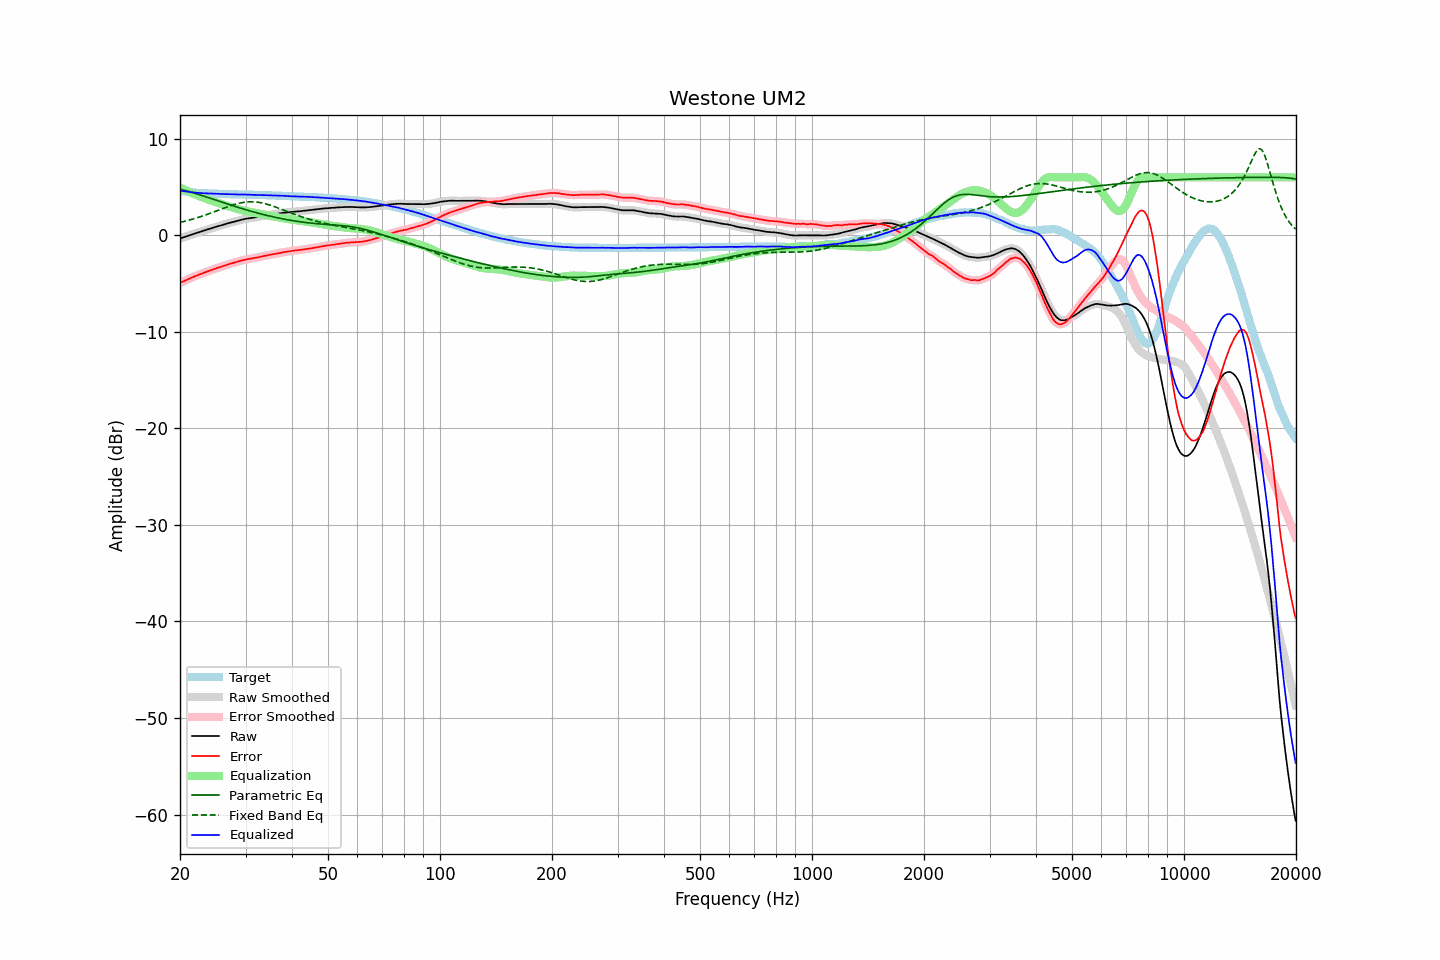 Westone UM2
Amplitude (dBr)
10
0
−10
−20
−30
−40
−50
−60
Target
Raw Smoothed
Error Smoothed
Raw
Error
Equalization
Parametric Eq
Fixed Band Eq
Equalized
20
50
100
200
500
1000
2000
5000
10000
20000
Frequency (Hz)